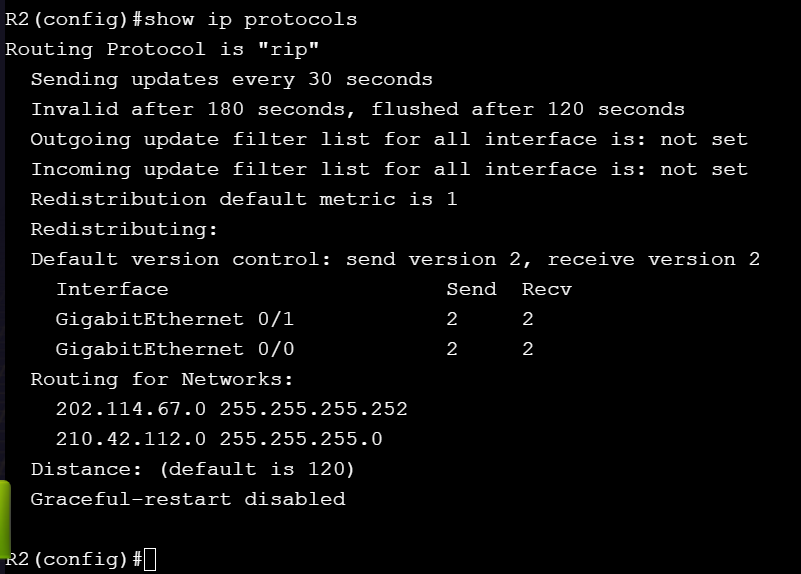 R2(config)#show ip protocols
Routing Protocol is "rip"
  Sending updates every 30 seconds
  Invalid after 180 seconds, flushed after 120 seconds
  Outgoing update filter list for all interface is: not set
  Incoming update filter list for all interface is: not set
  Redistribution default metric is 1
  Redistributing:
  Default version control: send version 2, receive version 2
    Interface                      Send  Recv
    GigabitEthernet 0/1            2     2
    GigabitEthernet 0/0            2     2
  Routing for Networks:
    202.114.67.0 255.255.255.252
    210.42.112.0 255.255.255.0
  Distance: (default is 120)
  Graceful-restart disabled

R2(config)#